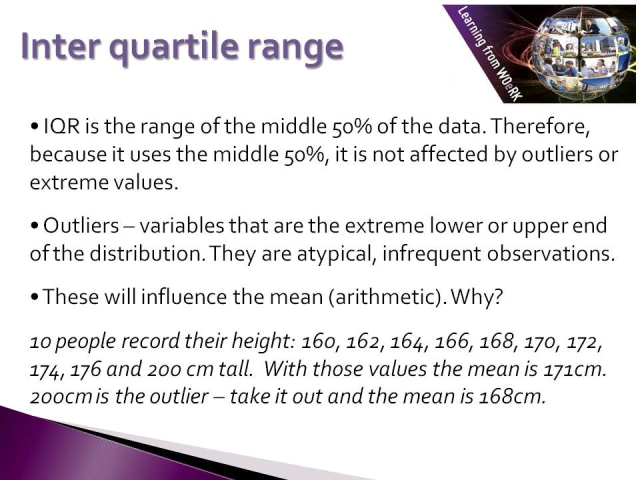 Inter quartile range
Learning from WOeRK
• IQR is the range of the middle 50% of the data. Therefore,
because it uses the middle 50%, it is not affected by outliers or
extreme values.
• Outliers – variables that are the extreme lower or upper end
of the distribution. They are atypical, infrequent observations.
• These will influence the mean (arithmetic). Why?
10 people record their height: 160, 162, 164, 166, 168, 170, 172,
174, 176 and 200 cm tall. With those values the mean is 171cm.
200cm is the outlier – take it out and the mean is 168cm.